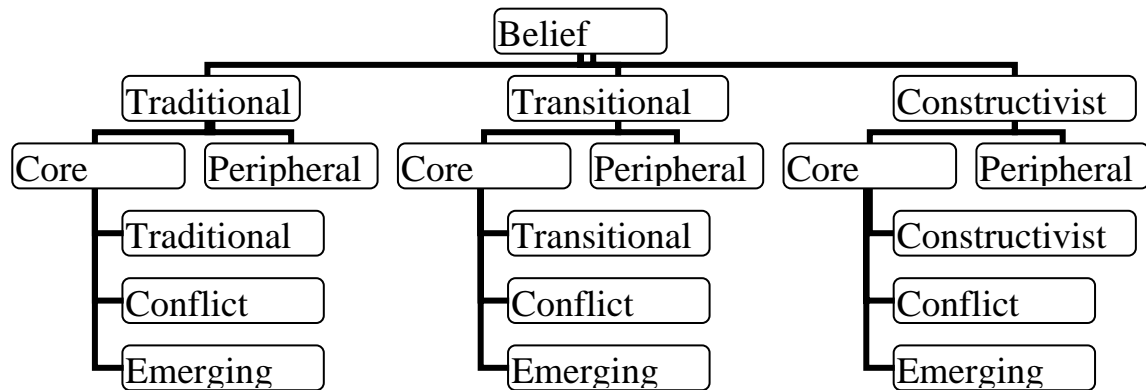 Belief
Traditional
Transitional
Constructivist
Core
Peripheral
Core
Peripheral
Core
Peripheral
Traditional
Transitional
Constructivist
Conflict
Conflict
Conflict
Emerging
Emerging
Emerging